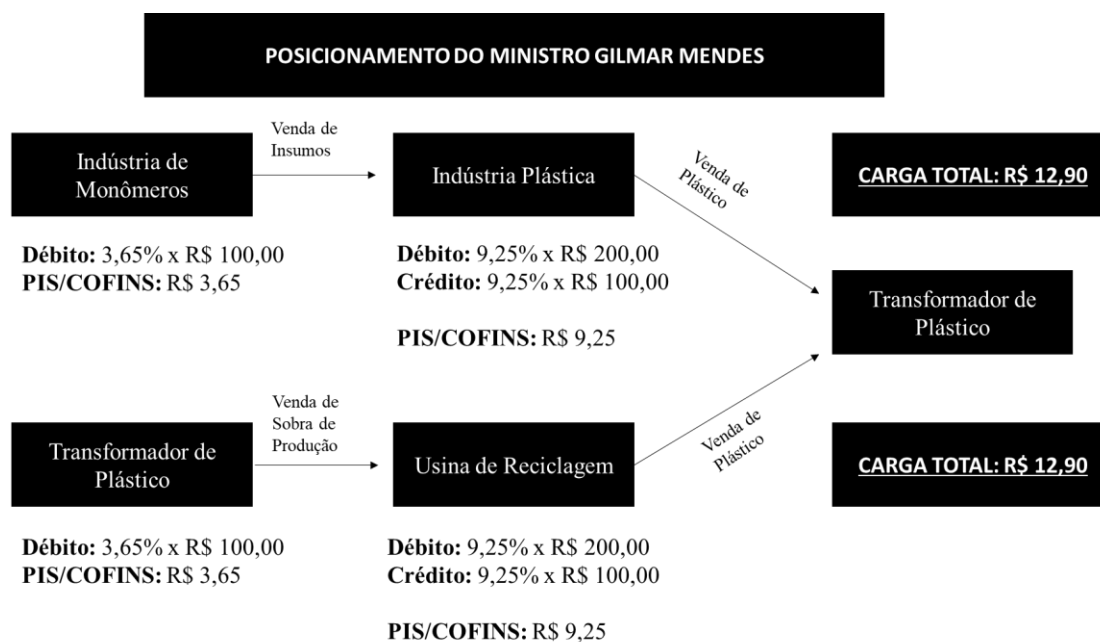 POSICIONAMENTO DO MINISTRO GILMAR MENDES
Indústria de
Monômeros
Venda de
Insumos
Indústria Plástica
Venda de
Plástico
CARGA TOTAL: R$ 12,90
Débito: 3,65% x R$ 100,00
PIS/COFINS: R$ 3,65
Débito: 9,25% x R$ 200,00
Crédito: 9,25% x R$ 100,00
PIS/COFINS: R$ 9,25
Transformador de
Plástico
Transformador de
Plástico
Venda de
Sobra de
Produção
Usina de Reciclagem
Venda de
Plástico
CARGA TOTAL: R$ 12,90
Débito: 3,65% x R$ 100,00
PIS/COFINS: R$ 3,65
Débito: 9,25% x R$ 200,00
Crédito: 9,25% x R$ 100,00
PIS/COFINS: R$ 9,25